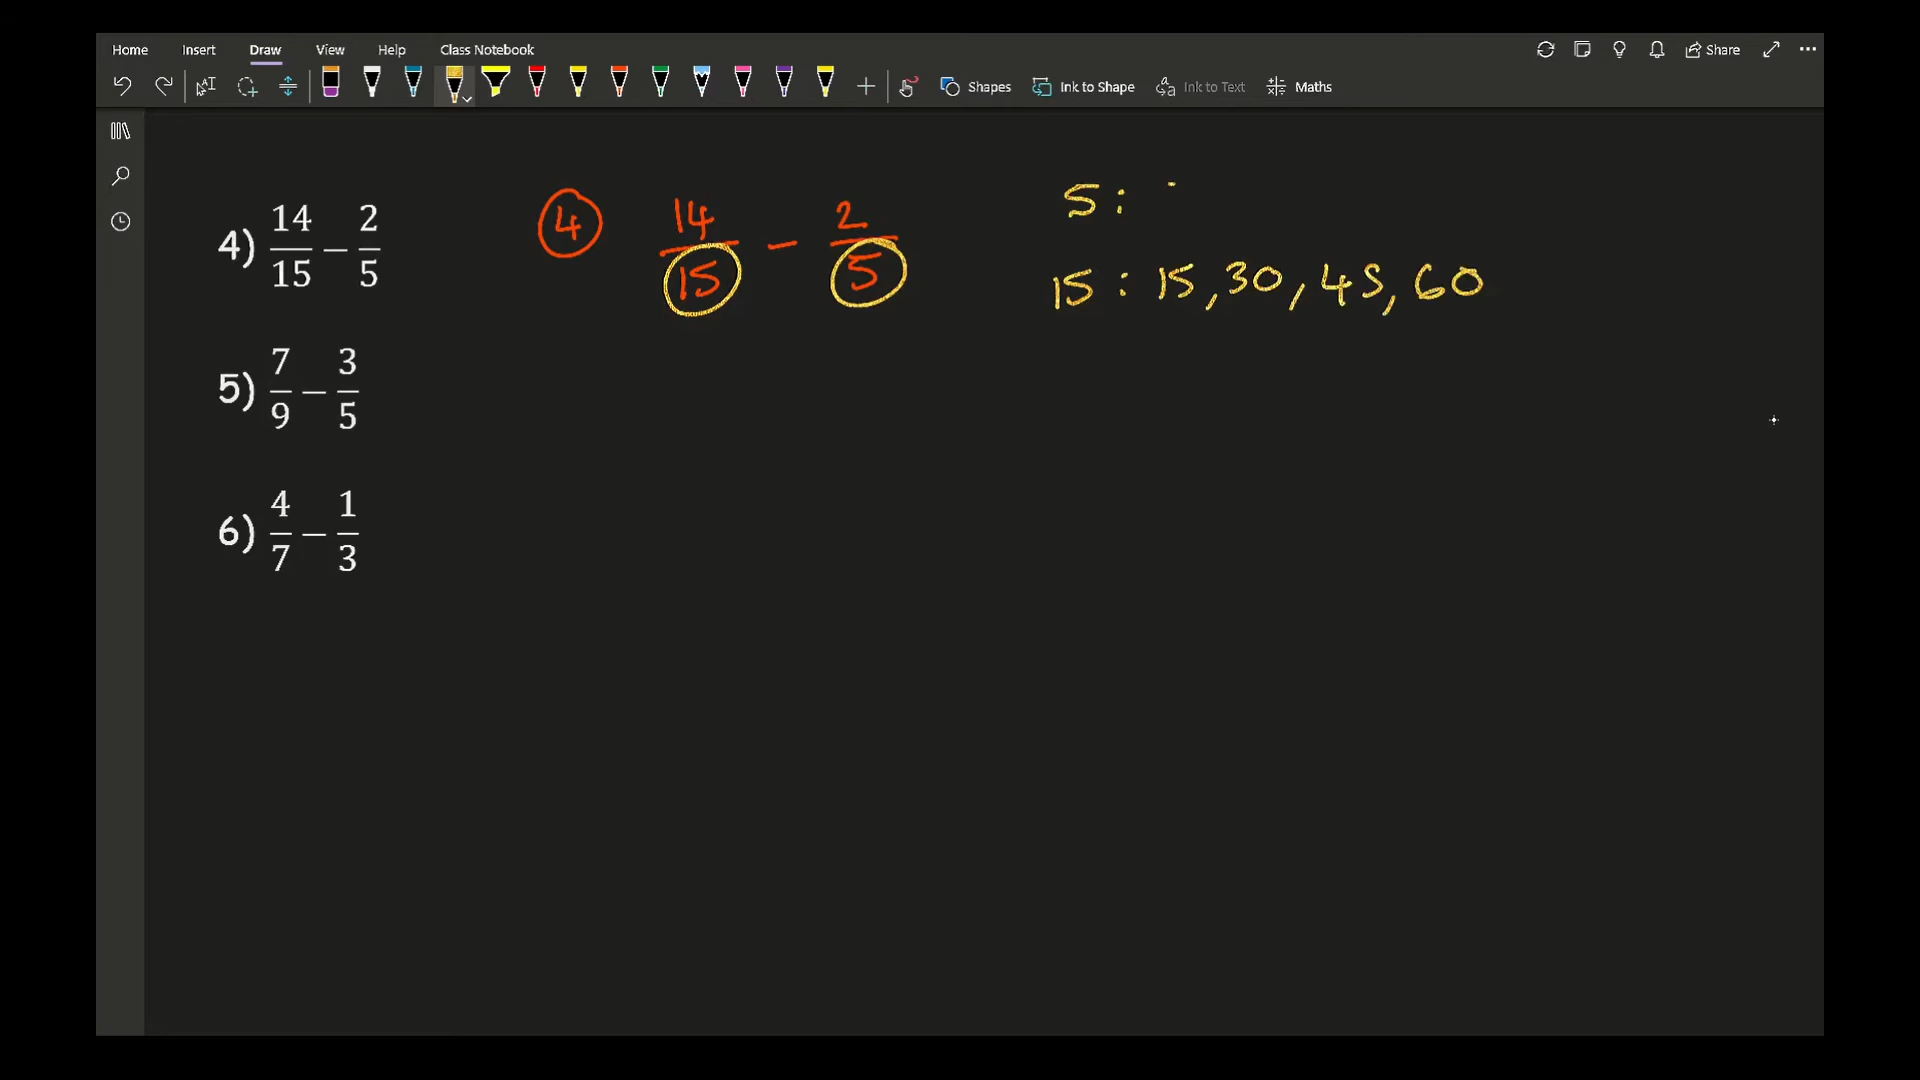 Home Insert Draw View Help Class Notebook Share
Shapes Ink to Shape Ink to Text Maths
4) 14/15 − 2/5
④ 14/15 − 2/5
5:
15: 15, 30, 45, 60
5) 7/9 − 3/5
6) 4/7 − 1/3